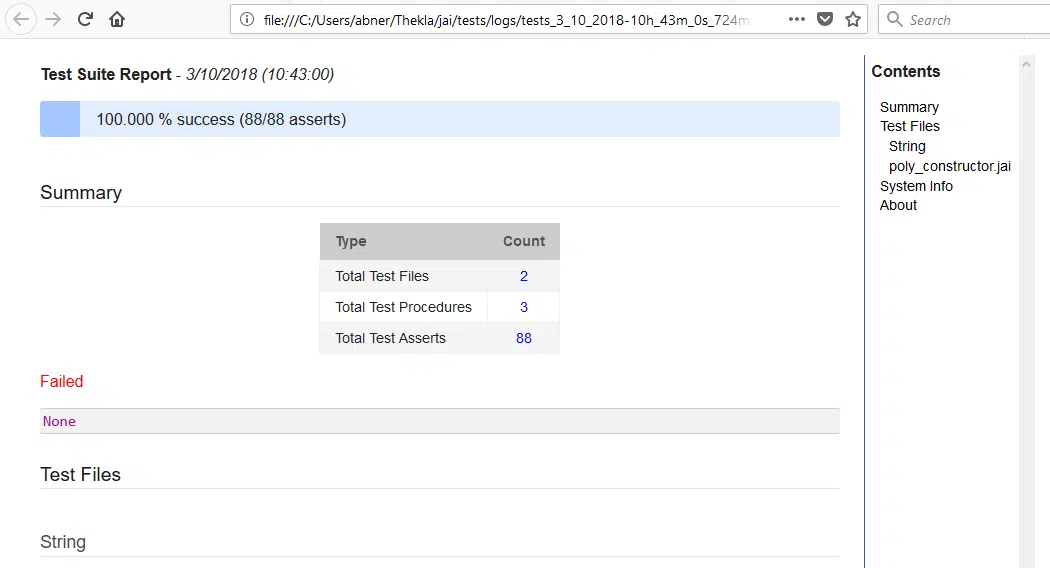 file:///C:/Users/abner/Thekla/jai/tests/logs/tests_3_10_2018-10h_43m_0s_724m
Search
Test Suite Report - 3/10/2018 (10:43:00)
100.000 % success (88/88 asserts)
Summary
Type Count
Total Test Files 2
Total Test Procedures 3
Total Test Asserts 88
Failed
None
Test Files
String
Contents
Summary
Test Files
String
poly_constructor.jai
System Info
About